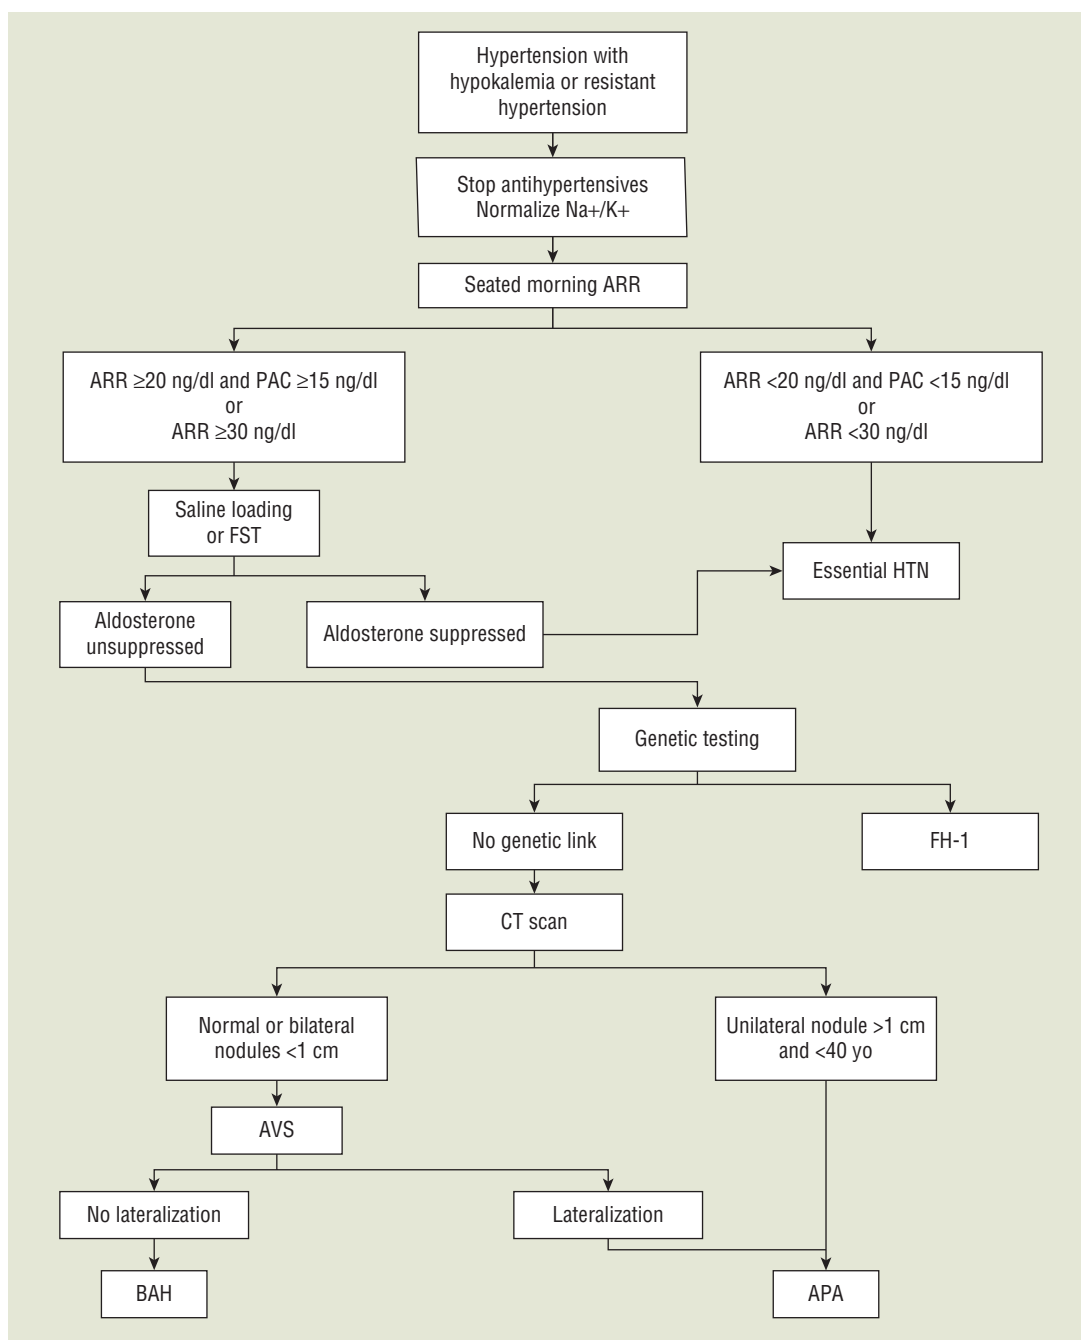 Hypertension with
hypokalemia or resistant
hypertension
Stop antihypertensives
Normalize Na+/K+
Seated morning ARR
ARR ≥20 ng/dl and PAC ≥15 ng/dl
or
ARR ≥30 ng/dl
ARR <20 ng/dl and PAC <15 ng/dl
or
ARR <30 ng/dl
Saline loading
or FST
Essential HTN
Aldosterone
unsuppressed
Aldosterone suppressed
Genetic testing
No genetic link
FH-1
CT scan
Normal or bilateral
nodules <1 cm
Unilateral nodule >1 cm
and <40 yo
AVS
No lateralization
Lateralization
BAH
APA